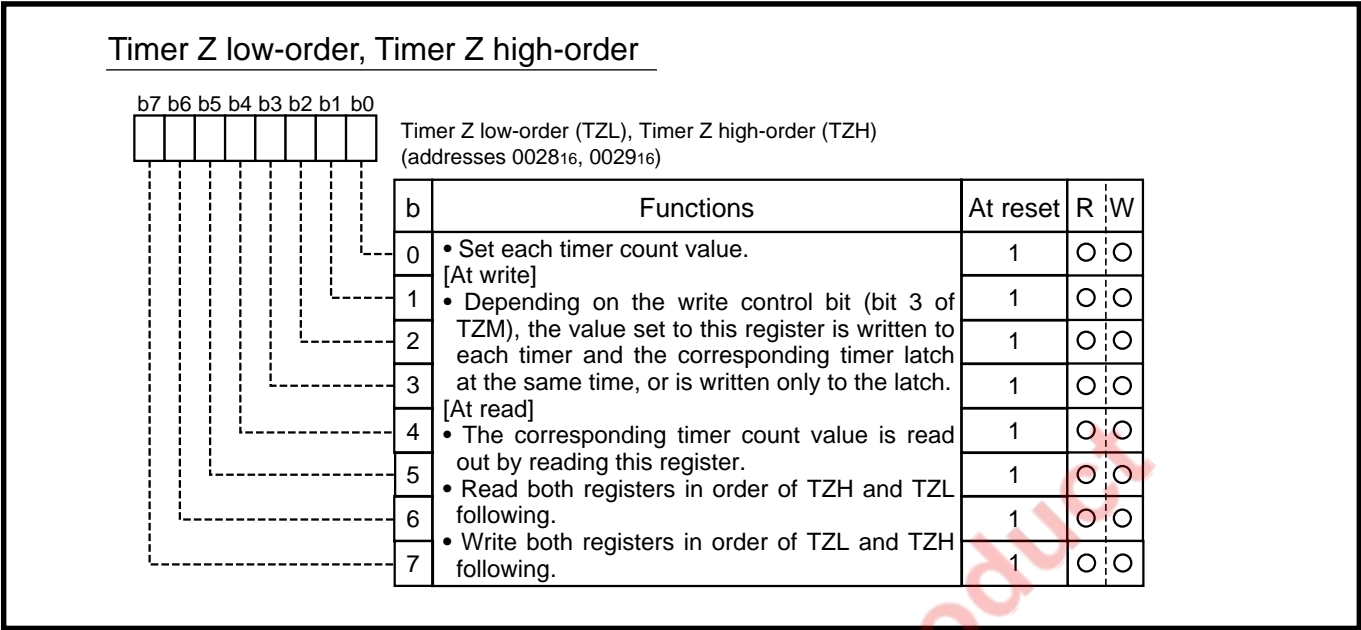 Timer Z low-order, Timer Z high-order
b7 b6 b5 b4 b3 b2 b1 b0
Timer Z low-order (TZL), Timer Z high-order (TZH)
(addresses 002816, 002916)
b Functions At reset R W
0 • Set each timer count value. 1 ○ ○
[At write]
1 • Depending on the write control bit (bit 3 of 1 ○ ○
TZM), the value set to this register is written to
2 each timer and the corresponding timer latch 1 ○ ○
3 at the same time, or is written only to the latch. 1 ○ ○
[At read]
4 • The corresponding timer count value is read 1 ○ ○
out by reading this register.
5 • Read both registers in order of TZH and TZL 1 ○ ○
6 following. 1 ○ ○
• Write both registers in order of TZL and TZH
7 following. 1 ○ ○